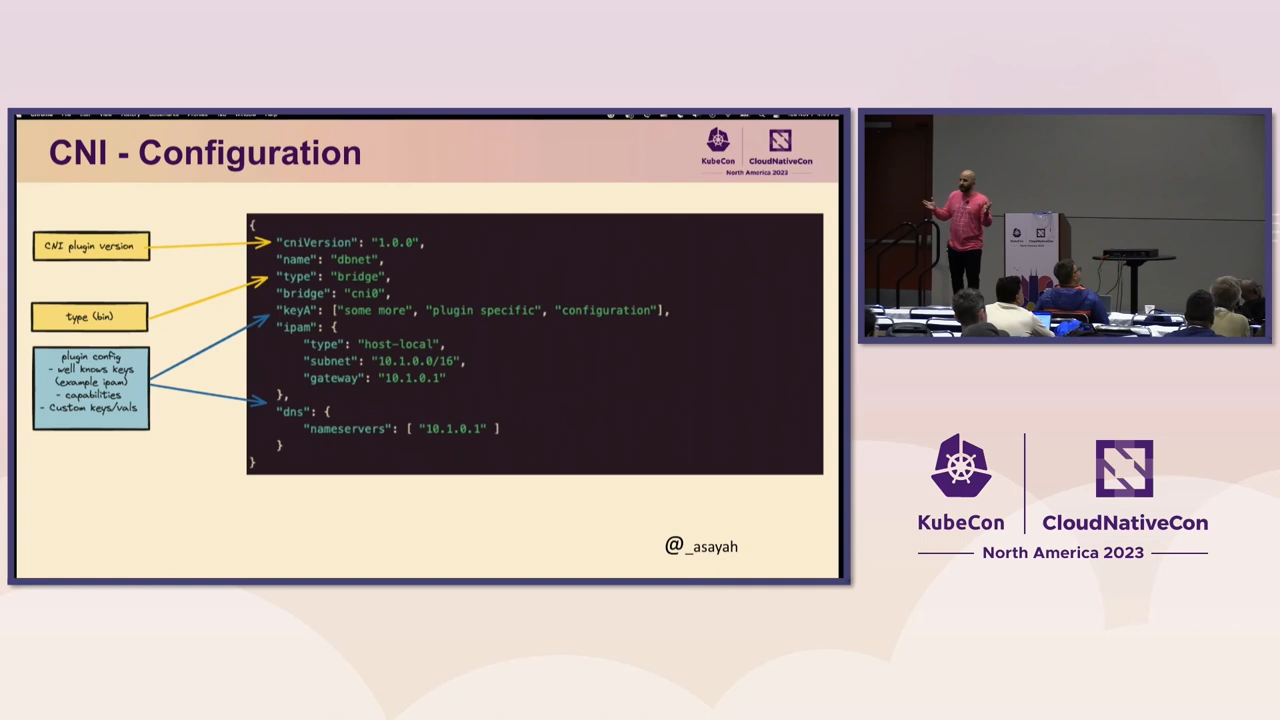 CNI - Configuration
KubeCon
CloudNativeCon
North America 2023
CNI plugin version
type (bin)
plugin config
- well knows keys
(example ipam)
- capabilities
- Custom keys/vals
{
"cniVersion": "1.0.0",
"name": "dbnet",
"type": "bridge",
"bridge": "cni0",
"keyA": ["some more", "plugin specific", "configuration"],
"ipam": {
"type": "host-local",
"subnet": "10.1.0.0/16",
"gateway": "10.1.0.1"
},
"dns": {
"nameservers": [ "10.1.0.1" ]
}
}
@_asayah
KubeCon
CloudNativeCon
North America 2023